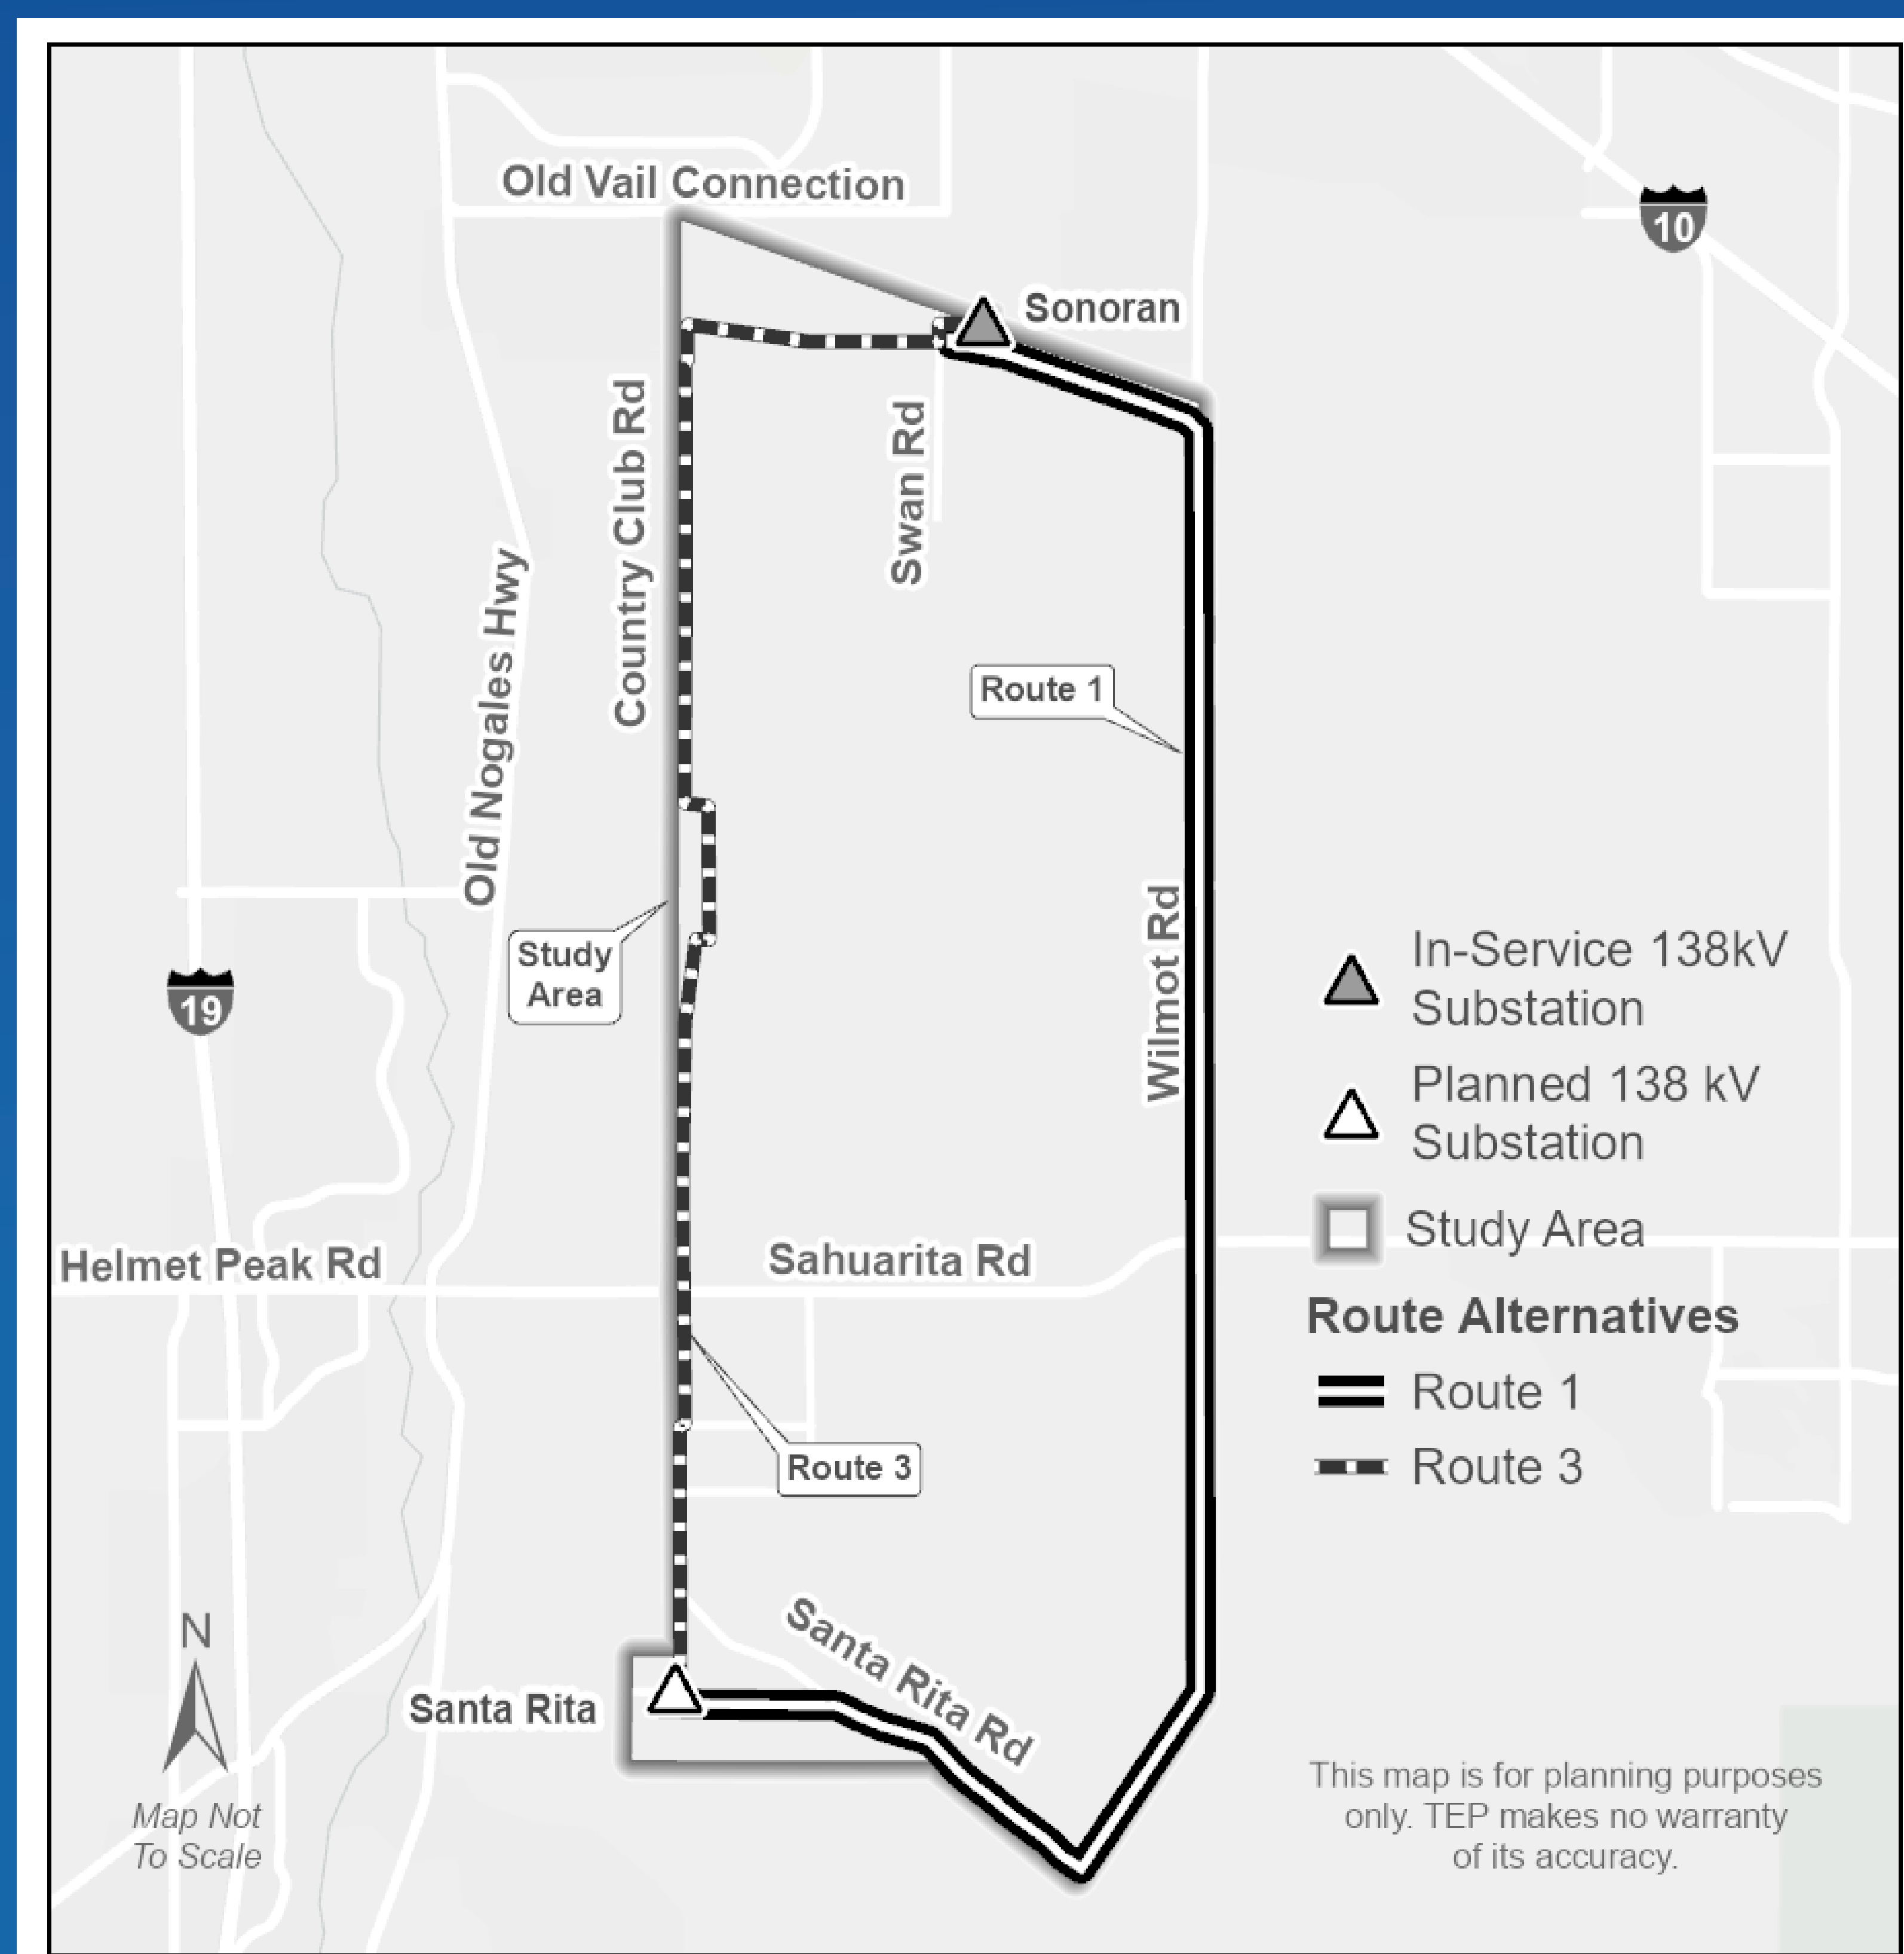 Old Vail Connection
10
Sonoran
Country Club Rd
Swan Rd
Old Nogales Hwy
Route 1
Wilmot Rd
Study
Area
19
In-Service 138kV
Substation
Planned 138 kV
Substation
Study Area
Helmet Peak Rd
Sahuarita Rd
Route Alternatives
Route 1
Route 3
Route 3
N
Santa Rita Rd
Santa Rita
Map Not
To Scale
This map is for planning purposes
only. TEP makes no warranty
of its accuracy.